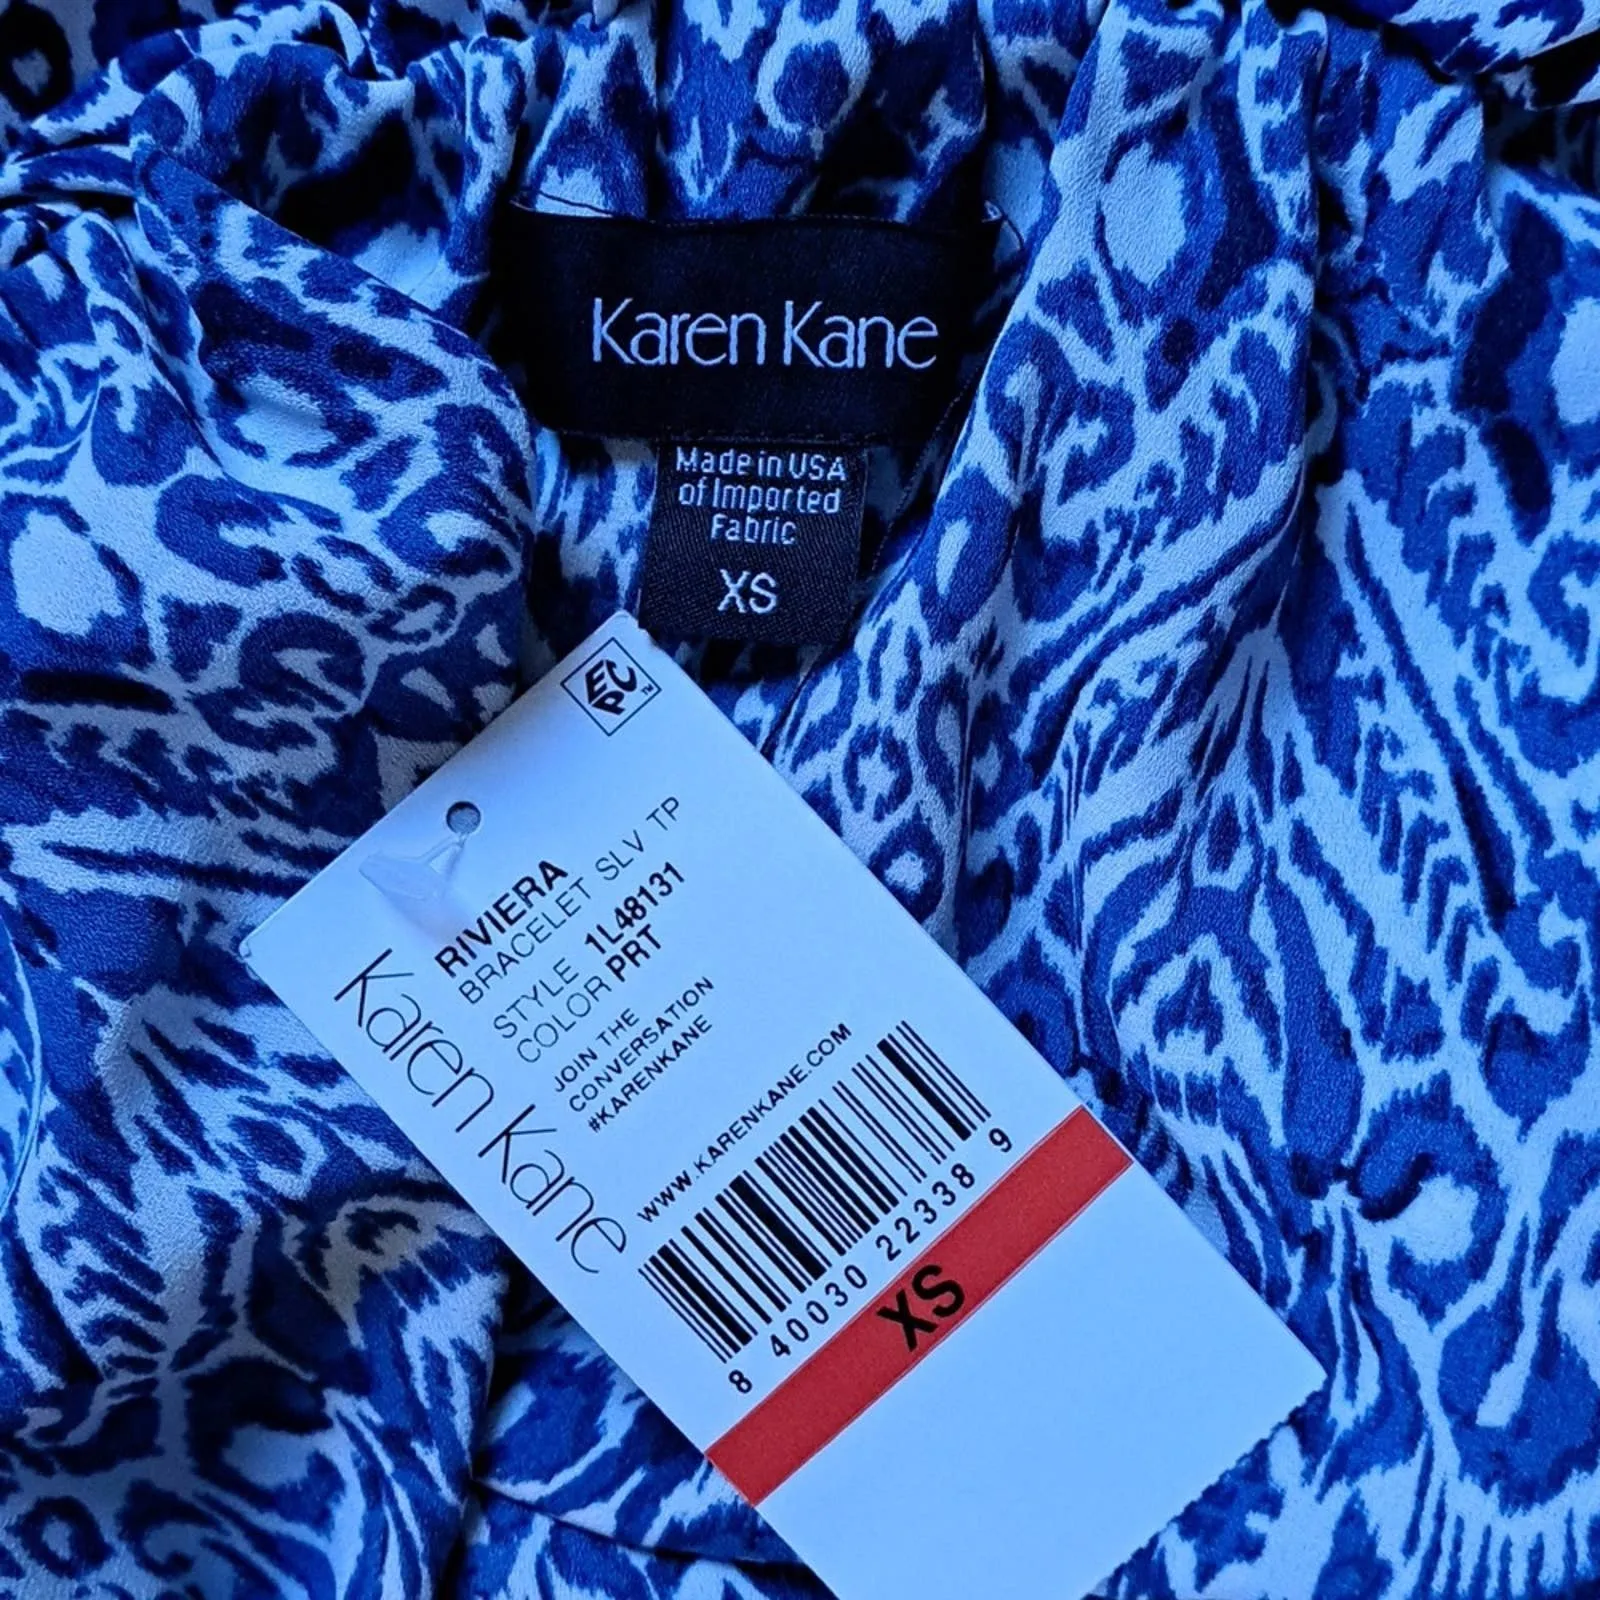 Karen Kane
Made in USA
of Imported
Fabric
XS
EPC™
RIVIERA
BRACELET SLV TP
STYLE 1L48131
COLOR PRT
JOIN THE
CONVERSATION
#KARENKANE
Karen Kane
WWW.KARENKANE.COM
8 40030 22338 9
XS